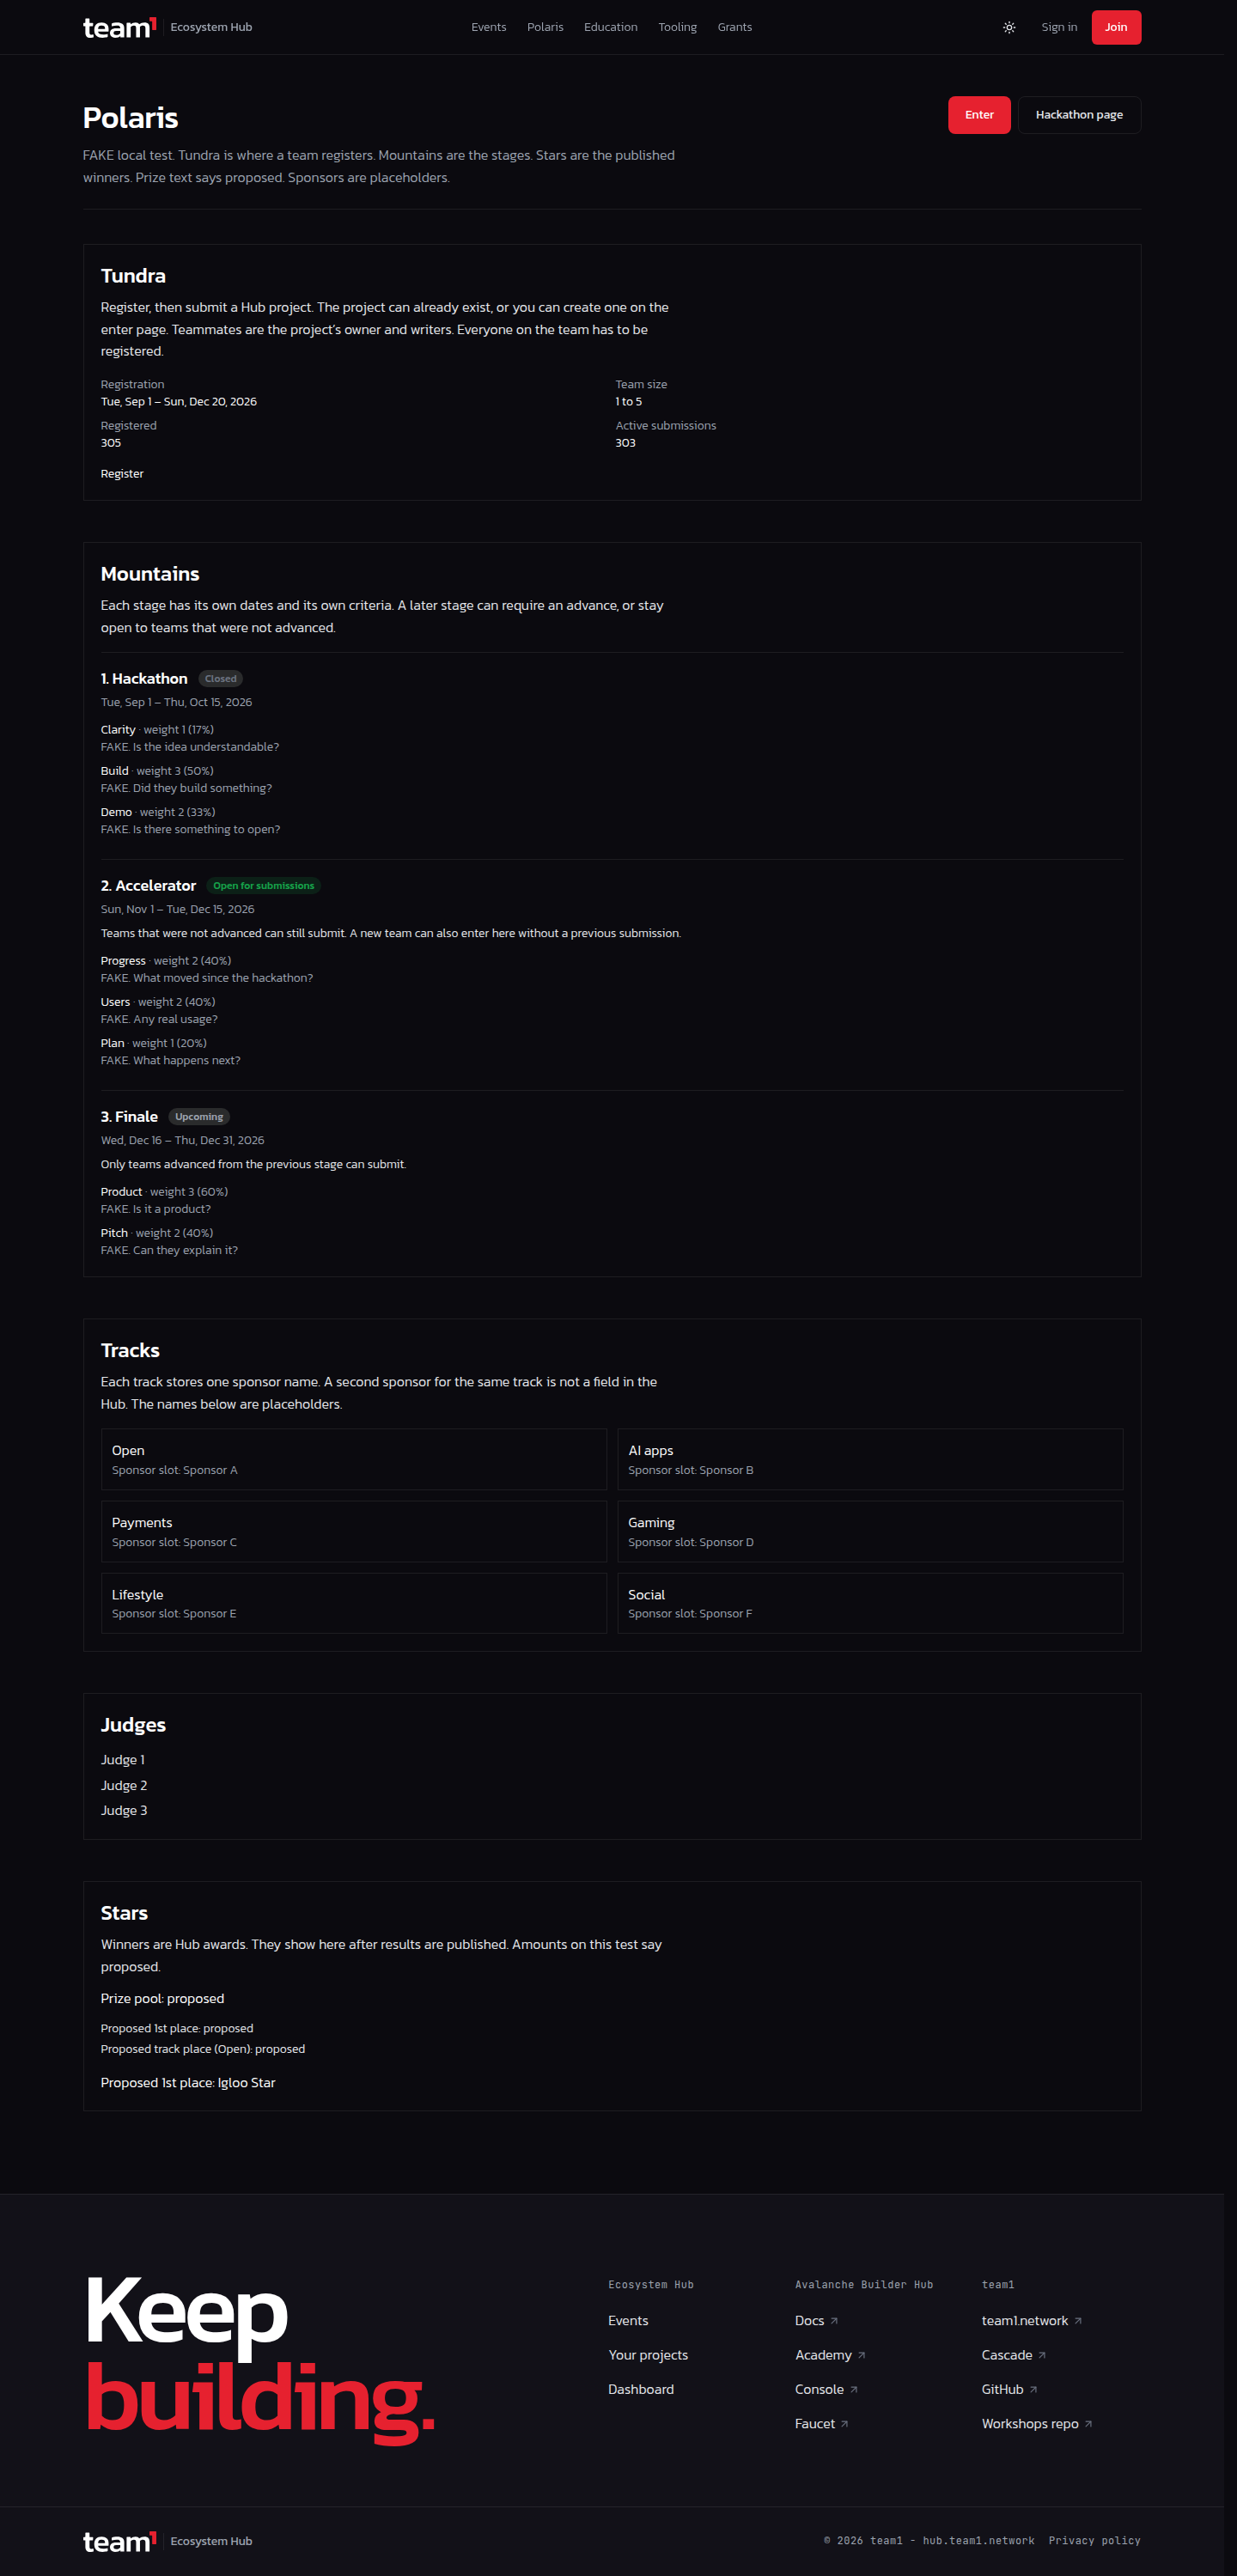 team1 Ecosystem Hub Events Polaris Education Tooling Grants Sign in Join
Polaris
Enter Hackathon page
FAKE local test. Tundra is where a team registers. Mountains are the stages. Stars are the published
winners. Prize text says proposed. Sponsors are placeholders.
Tundra
Register, then submit a Hub project. The project can already exist, or you can create one on the
enter page. Teammates are the project's owner and writers. Everyone on the team has to be
registered.
Registration Team size
Tue, Sep 1 – Sun, Dec 20, 2026 1 to 5
Registered Active submissions
305 303
Register
Mountains
Each stage has its own dates and its own criteria. A later stage can require an advance, or stay
open to teams that were not advanced.
1. Hackathon Closed
Tue, Sep 1 – Thu, Oct 15, 2026
Clarity · weight 1 (17%)
FAKE. Is the idea understandable?
Build · weight 3 (50%)
FAKE. Did they build something?
Demo · weight 2 (33%)
FAKE. Is there something to open?
2. Accelerator Open for submissions
Sun, Nov 1 – Tue, Dec 15, 2026
Teams that were not advanced can still submit. A new team can also enter here without a previous submission.
Progress · weight 2 (40%)
FAKE. What moved since the hackathon?
Users · weight 2 (40%)
FAKE. Any real usage?
Plan · weight 1 (20%)
FAKE. What happens next?
3. Finale Upcoming
Wed, Dec 16 – Thu, Dec 31, 2026
Only teams advanced from the previous stage can submit.
Product · weight 3 (60%)
FAKE. Is it a product?
Pitch · weight 2 (40%)
FAKE. Can they explain it?
Tracks
Each track stores one sponsor name. A second sponsor for the same track is not a field in the
Hub. The names below are placeholders.
Open
Sponsor slot: Sponsor A
AI apps
Sponsor slot: Sponsor B
Payments
Sponsor slot: Sponsor C
Gaming
Sponsor slot: Sponsor D
Lifestyle
Sponsor slot: Sponsor E
Social
Sponsor slot: Sponsor F
Judges
Judge 1
Judge 2
Judge 3
Stars
Winners are Hub awards. They show here after results are published. Amounts on this test say
proposed.
Prize pool: proposed
Proposed 1st place: proposed
Proposed track place (Open): proposed
Proposed 1st place: Igloo Star
Keep
building.
Ecosystem Hub
Events
Your projects
Dashboard
Avalanche Builder Hub
Docs ↗
Academy ↗
Console ↗
Faucet ↗
team1
team1.network ↗
Cascade ↗
GitHub ↗
Workshops repo ↗
team1 Ecosystem Hub
© 2026 team1 - hub.team1.network Privacy policy